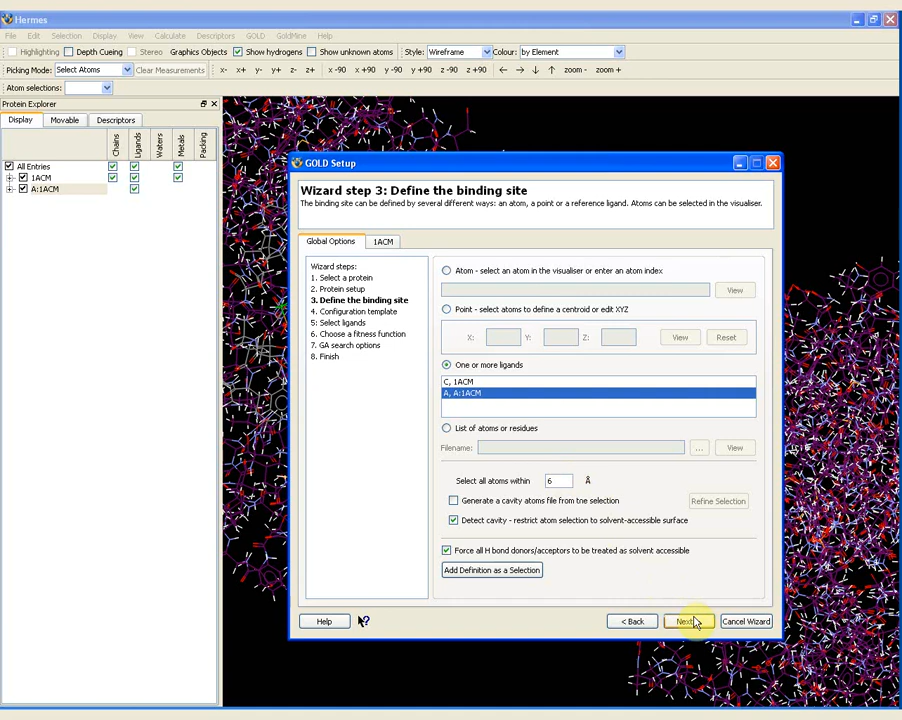 Hermes
File Edit Selection Display View Calculate Descriptors GOLD GoldMine Help
Highlighting Depth Cueing Stereo Graphics Objects Show hydrogens Show unknown atoms Style: Wireframe Colour: by Element
Picking Mode: Select Atoms Clear Measurements x- x+ y- y+ z- z+ x -90 x +90 y -90 y +90 z -90 z +90 zoom - zoom +
Atom selections:
Protein Explorer
Display Movable Descriptors
Chains Ligands Waters Metals Packing
All Entries
1ACM
A:1ACM
GOLD Setup
Wizard step 3: Define the binding site
The binding site can be defined by several different ways: an atom, a point or a reference ligand. Atoms can be selected in the visualiser.
Global Options 1ACM
Wizard steps:
1. Select a protein
2. Protein setup
3. Define the binding site
4. Configuration template
5: Select ligands
6. Choose a fitness function
7. GA search options
8. Finish
Atom - select an atom in the visualiser or enter an atom index
View
Point - select atoms to define a centroid or edit XYZ
X: Y: Z: View Reset
One or more ligands
C, 1ACM
A, A:1ACM
List of atoms or residues
Filename: ... View
Select all atoms within 6 Å
Generate a cavity atoms file from tne selection Refine Selection
Detect cavity - restrict atom selection to solvent-accessible surface
Force all H bond donors/acceptors to be treated as solvent accessible
Add Definition as a Selection
Help ? < Back Next Cancel Wizard